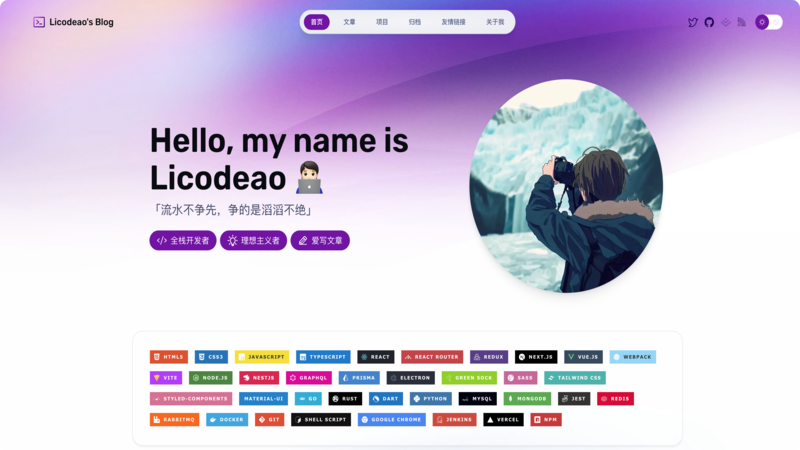 Licodeao's Blog
首页 文章 项目 归档 友情链接 关于我
Hello, my name is
Licodeao
「流水不争先，争的是滔滔不绝」
全栈开发者 理想主义者 爱写文章
HTML5 CSS3 JAVASCRIPT TYPESCRIPT REACT REACT ROUTER REDUX NEXT.JS VUE.JS WEBPACK
VITE NODE.JS NESTJS GRAPHQL PRISMA ELECTRON GREEN SOCK SASS TAILWIND CSS
STYLED-COMPONENTS MATERIAL-UI GO RUST DART PYTHON MYSQL MONGODB JEST REDIS
RABBITMQ DOCKER GIT SHELL SCRIPT GOOGLE CHROME JENKINS VERCEL NPM